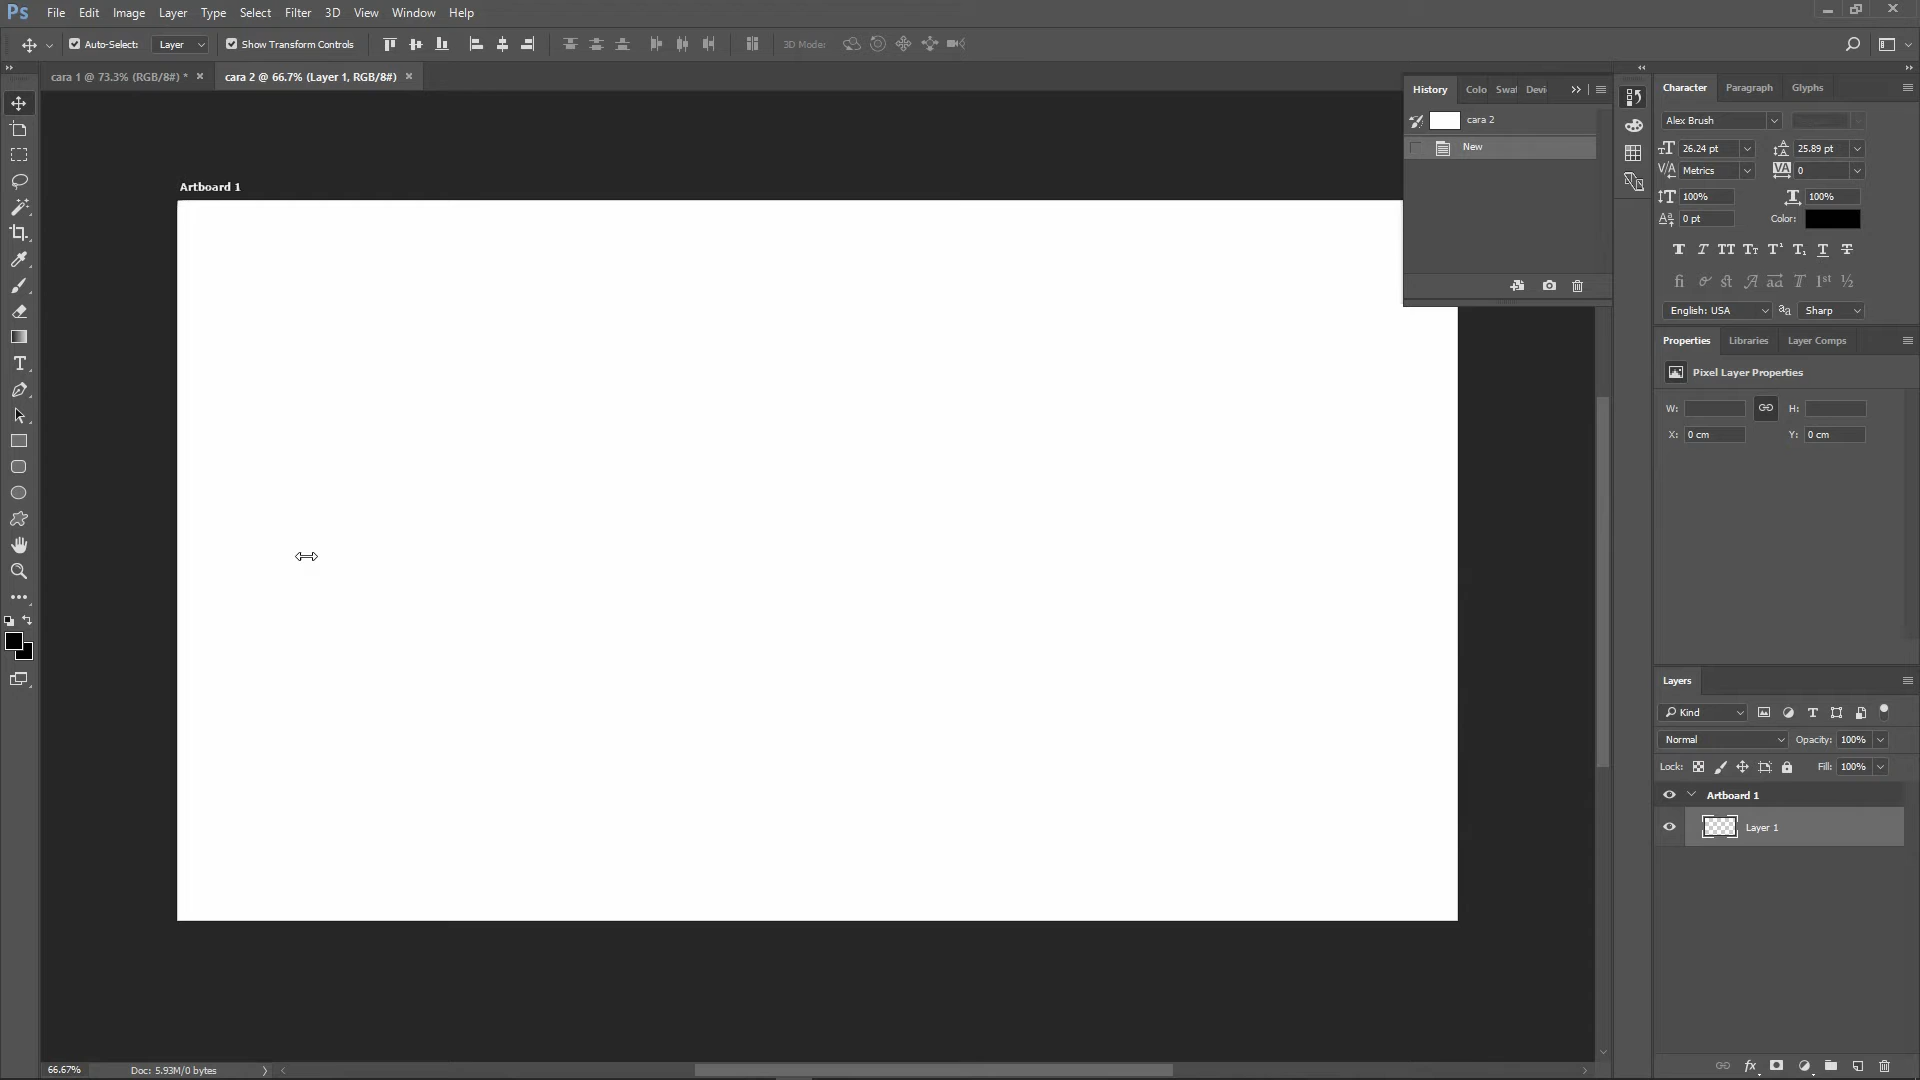 Ps File Edit Image Layer Type Select Filter 3D View Window Help
Auto-Select: Layer Show Transform Controls 3D Mode:
cara 1 @ 73.3% (RGB/8#) * × cara 2 @ 66.7% (Layer 1, RGB/8#) ×
History Colo Swat Devi
cara 2
New
Character Paragraph Glyphs
Alex Brush
26.24 pt 25.89 pt
Metrics 0
100% 100%
0 pt Color:
English: USA aa Sharp
Properties Libraries Layer Comps
Pixel Layer Properties
W: H:
X: 0 cm Y: 0 cm
Artboard 1
Layers
Kind
Normal Opacity: 100%
Lock: Fill: 100%
Artboard 1
Layer 1
66.67% Doc: 5.93M/0 bytes